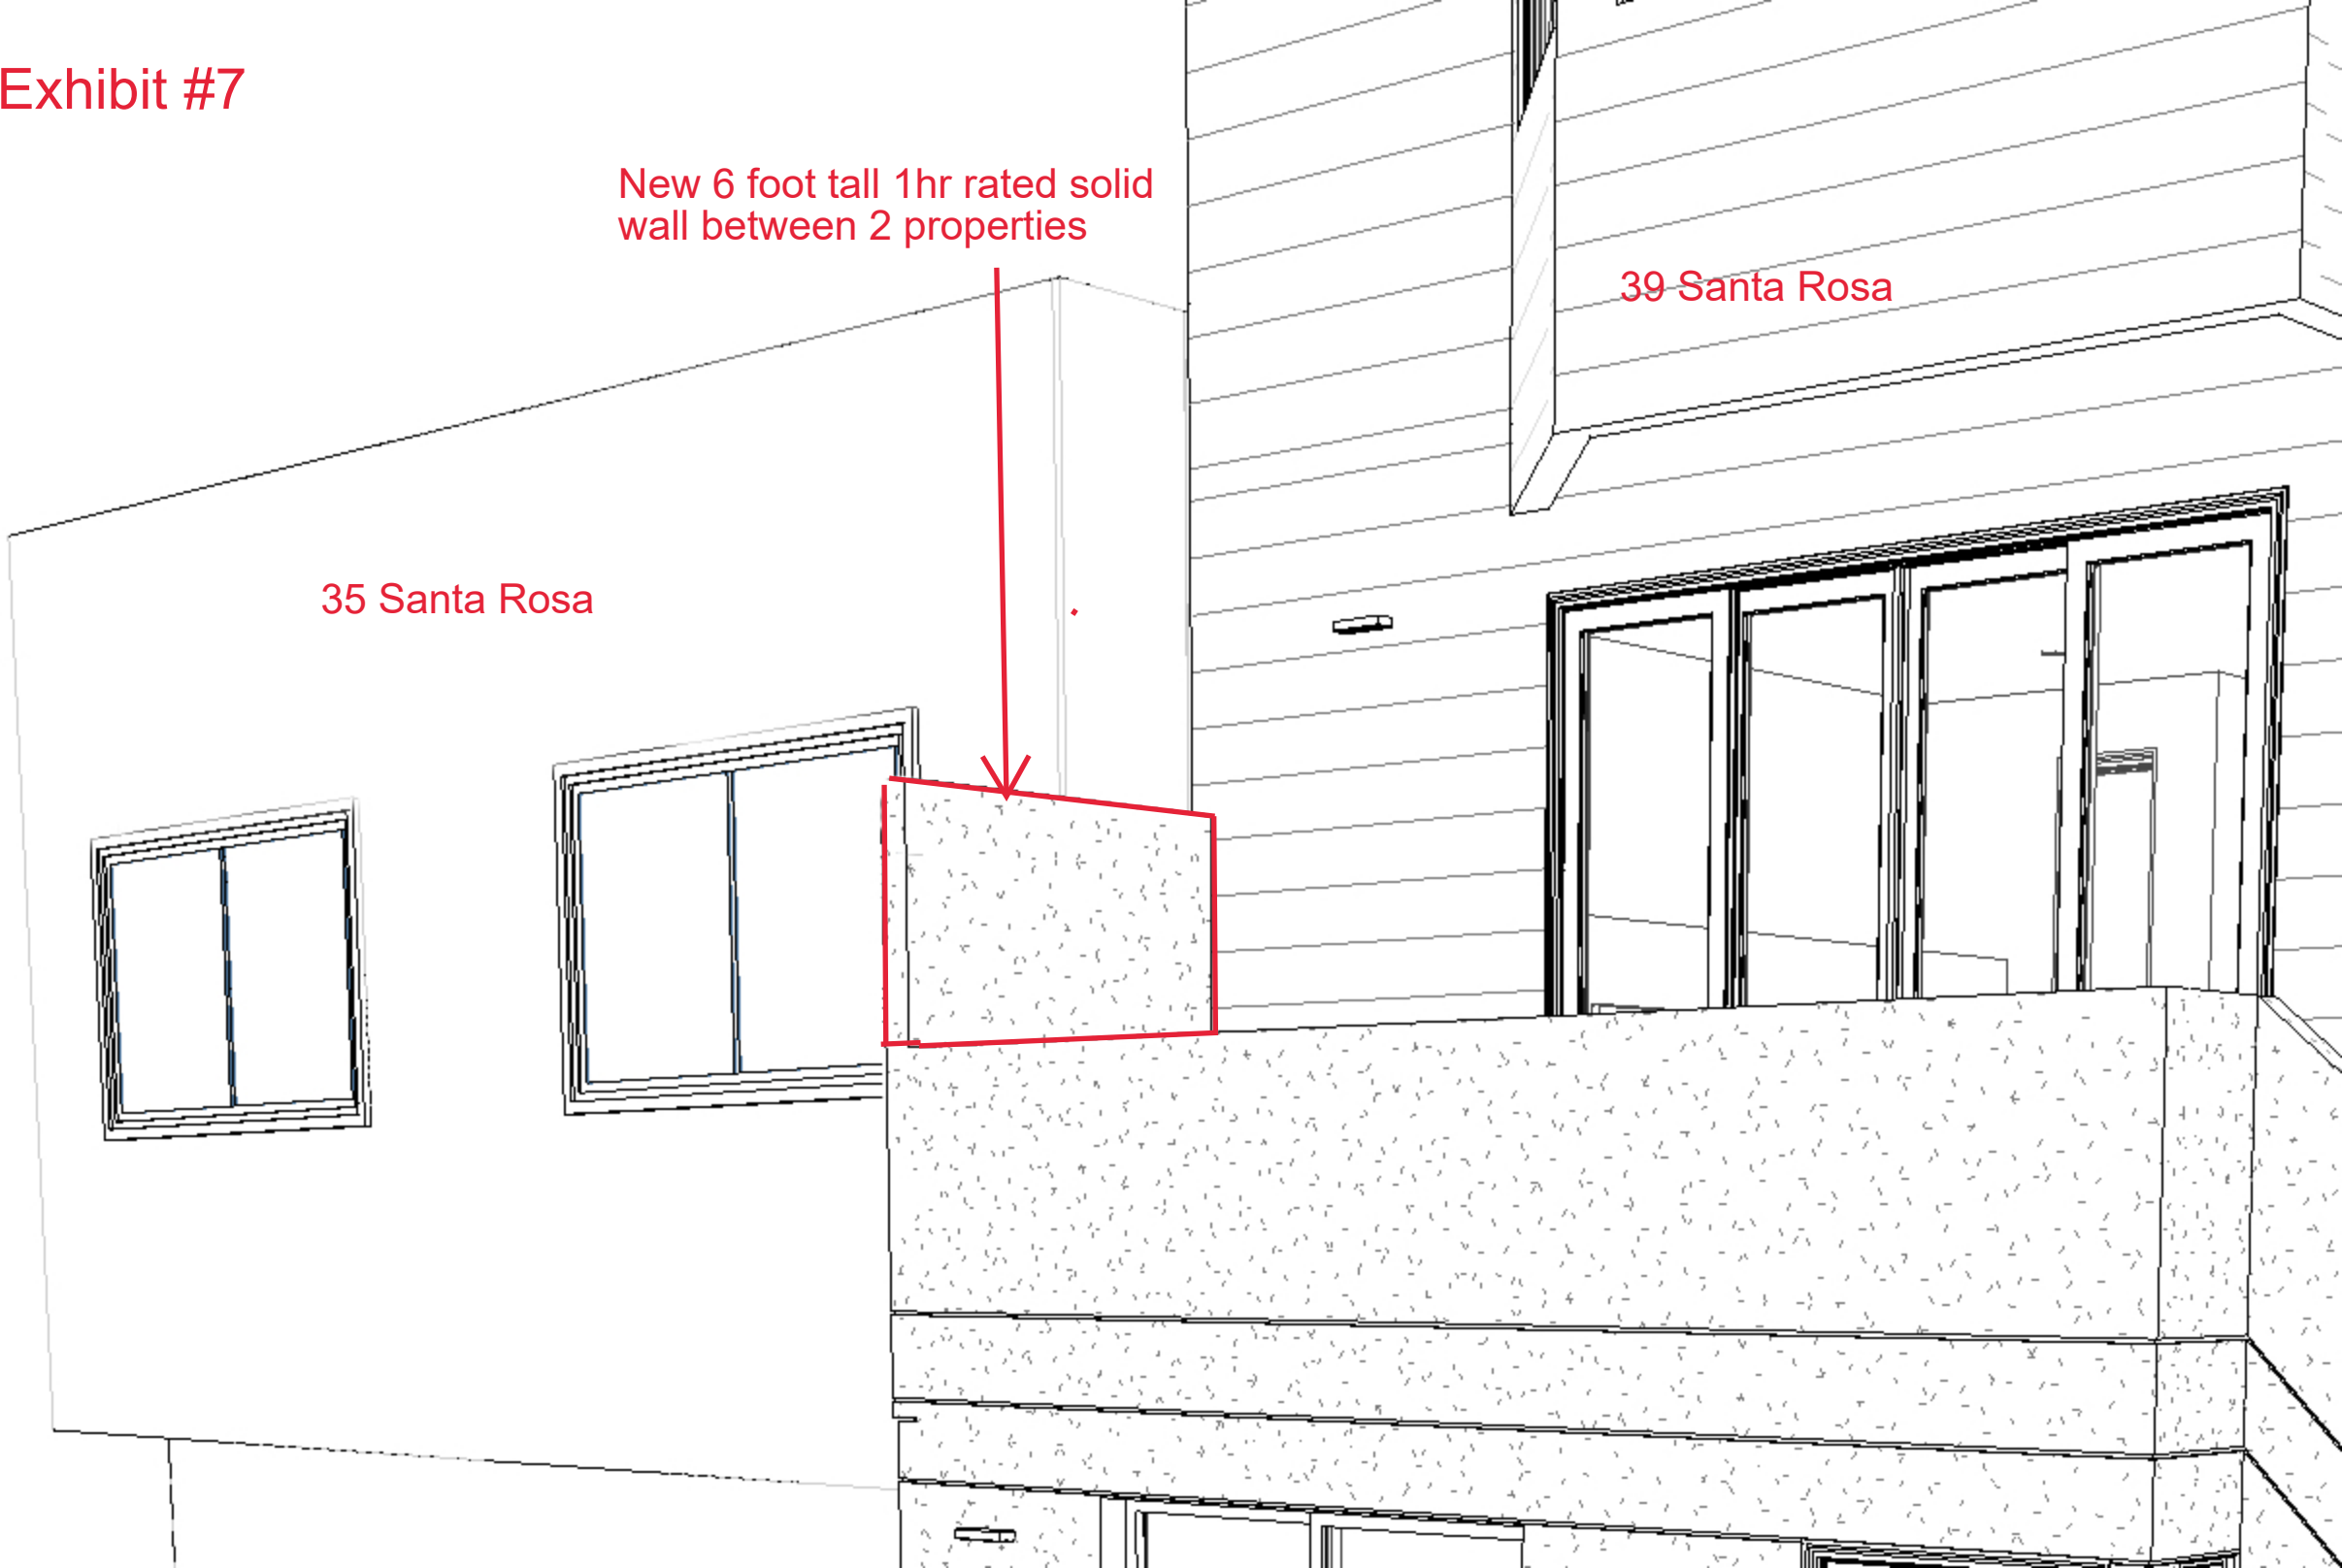 Exhibit #7
New 6 foot tall 1hr rated solid
wall between 2 properties
39 Santa Rosa
35 Santa Rosa